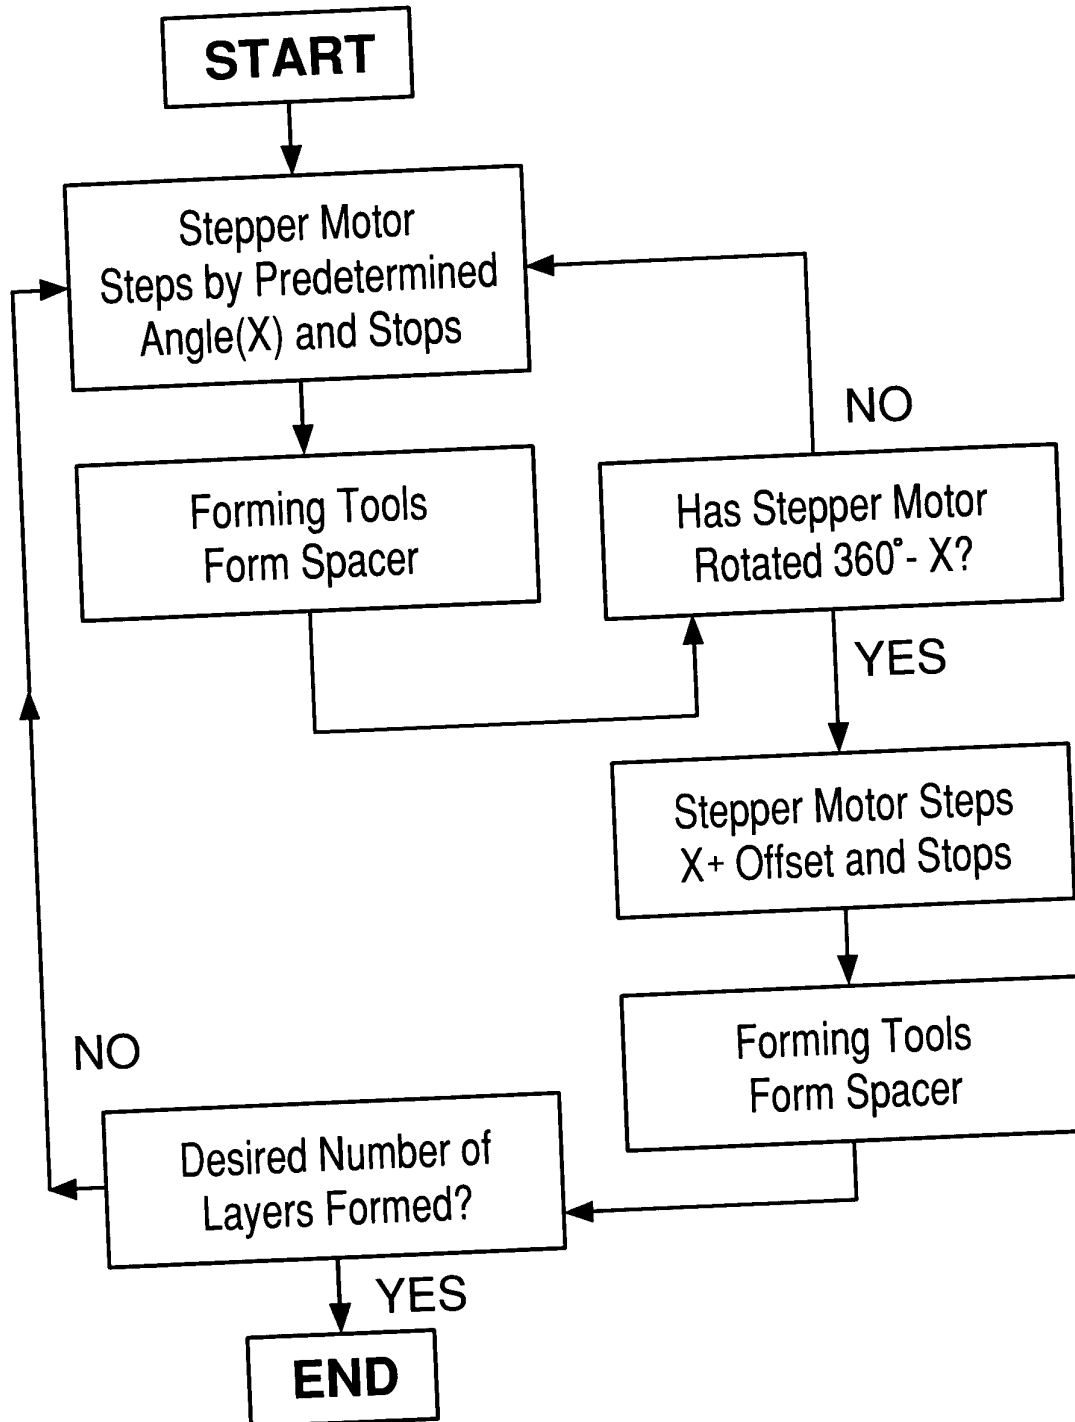 START
Stepper Motor
Steps by Predetermined
Angle(X) and Stops
NO
Forming Tools
Form Spacer
Has Stepper Motor
Rotated 360°- X?
YES
Stepper Motor Steps
X+ Offset and Stops
Forming Tools
Form Spacer
NO
Desired Number of
Layers Formed?
YES
END